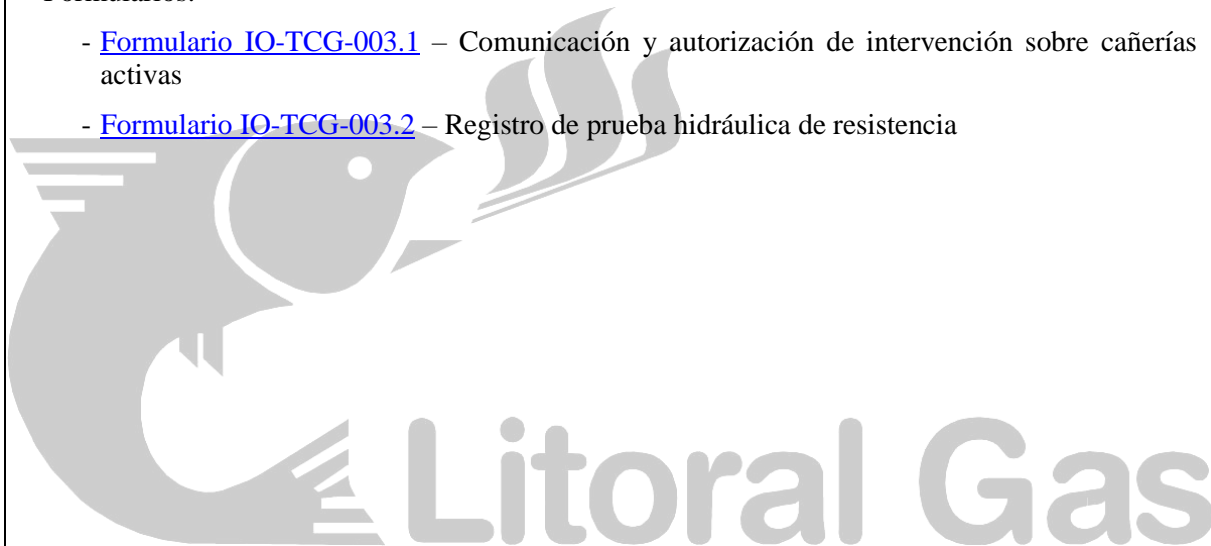 Formularios:
- Formulario IO-TCG-003.1 – Comunicación y autorización de intervención sobre cañerías
activas
- Formulario IO-TCG-003.2 – Registro de prueba hidráulica de resistencia
Litoral Gas